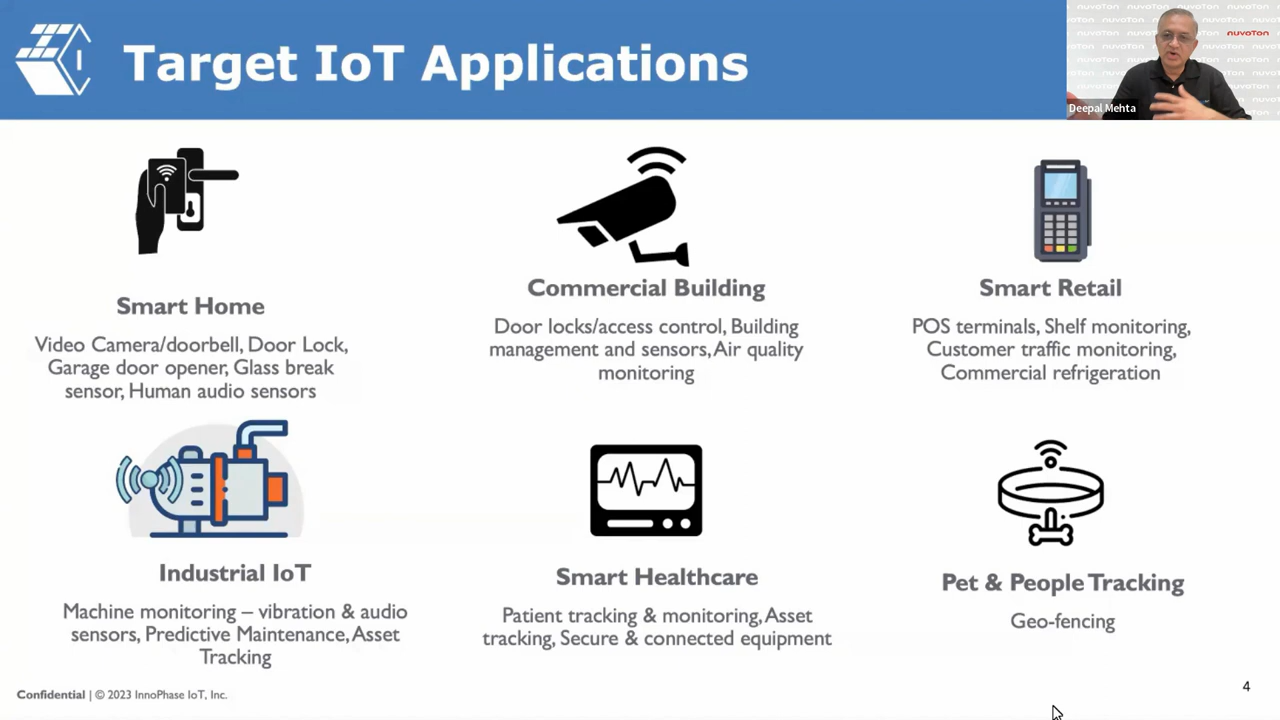 Target IoT Applications
nuvoTon
Deepal Mehta
Smart Home
Video Camera/doorbell, Door Lock,
Garage door opener, Glass break
sensor, Human audio sensors
Commercial Building
Door locks/access control, Building
management and sensors, Air quality
monitoring
Smart Retail
POS terminals, Shelf monitoring,
Customer traffic monitoring,
Commercial refrigeration
Industrial IoT
Machine monitoring – vibration & audio
sensors, Predictive Maintenance, Asset
Tracking
Smart Healthcare
Patient tracking & monitoring, Asset
tracking, Secure & connected equipment
Pet & People Tracking
Geo-fencing
Confidential | © 2023 InnoPhase IoT, Inc.
4